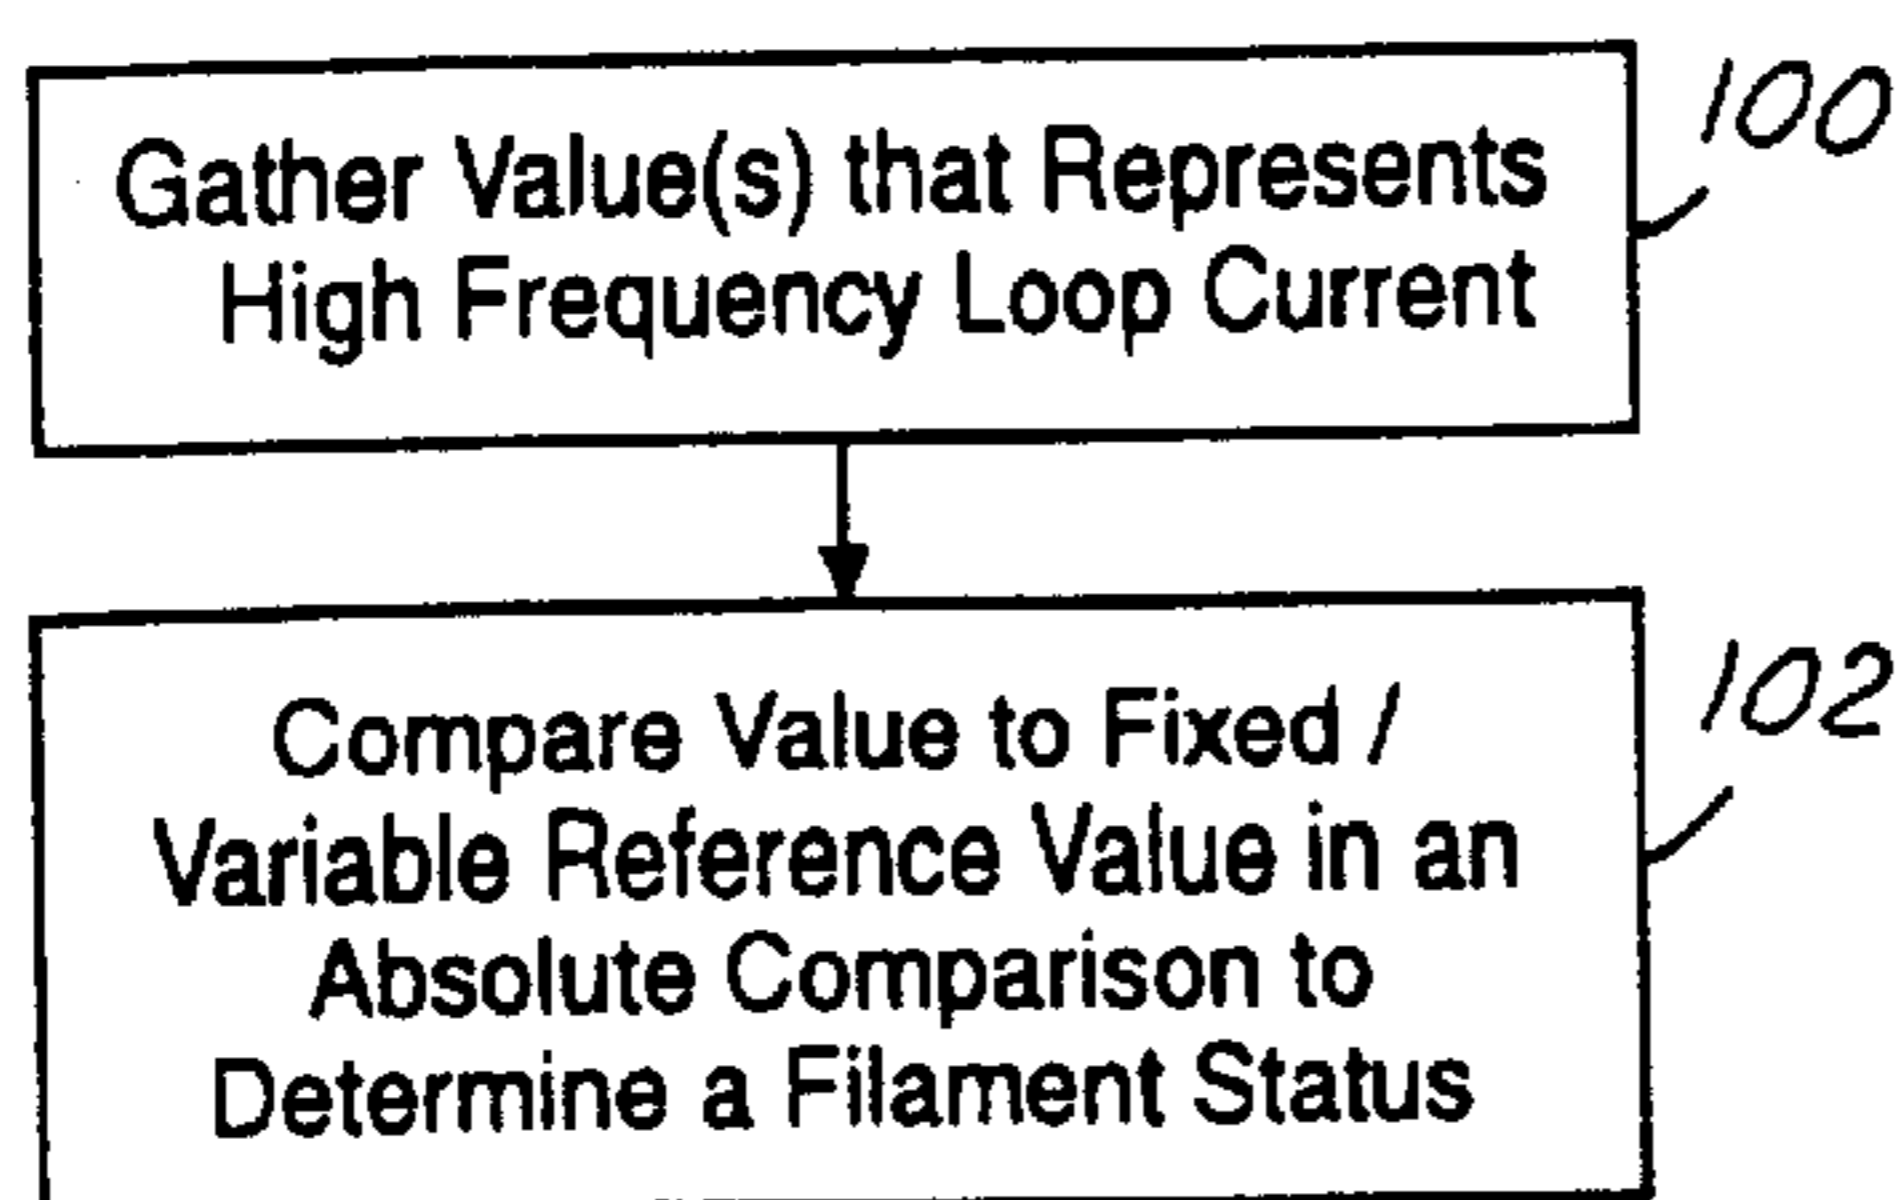 Gather Value(s) that Represents
High Frequency Loop Current
100
Compare Value to Fixed /
Variable Reference Value in an
Absolute Comparison to
Determine a Filament Status
102